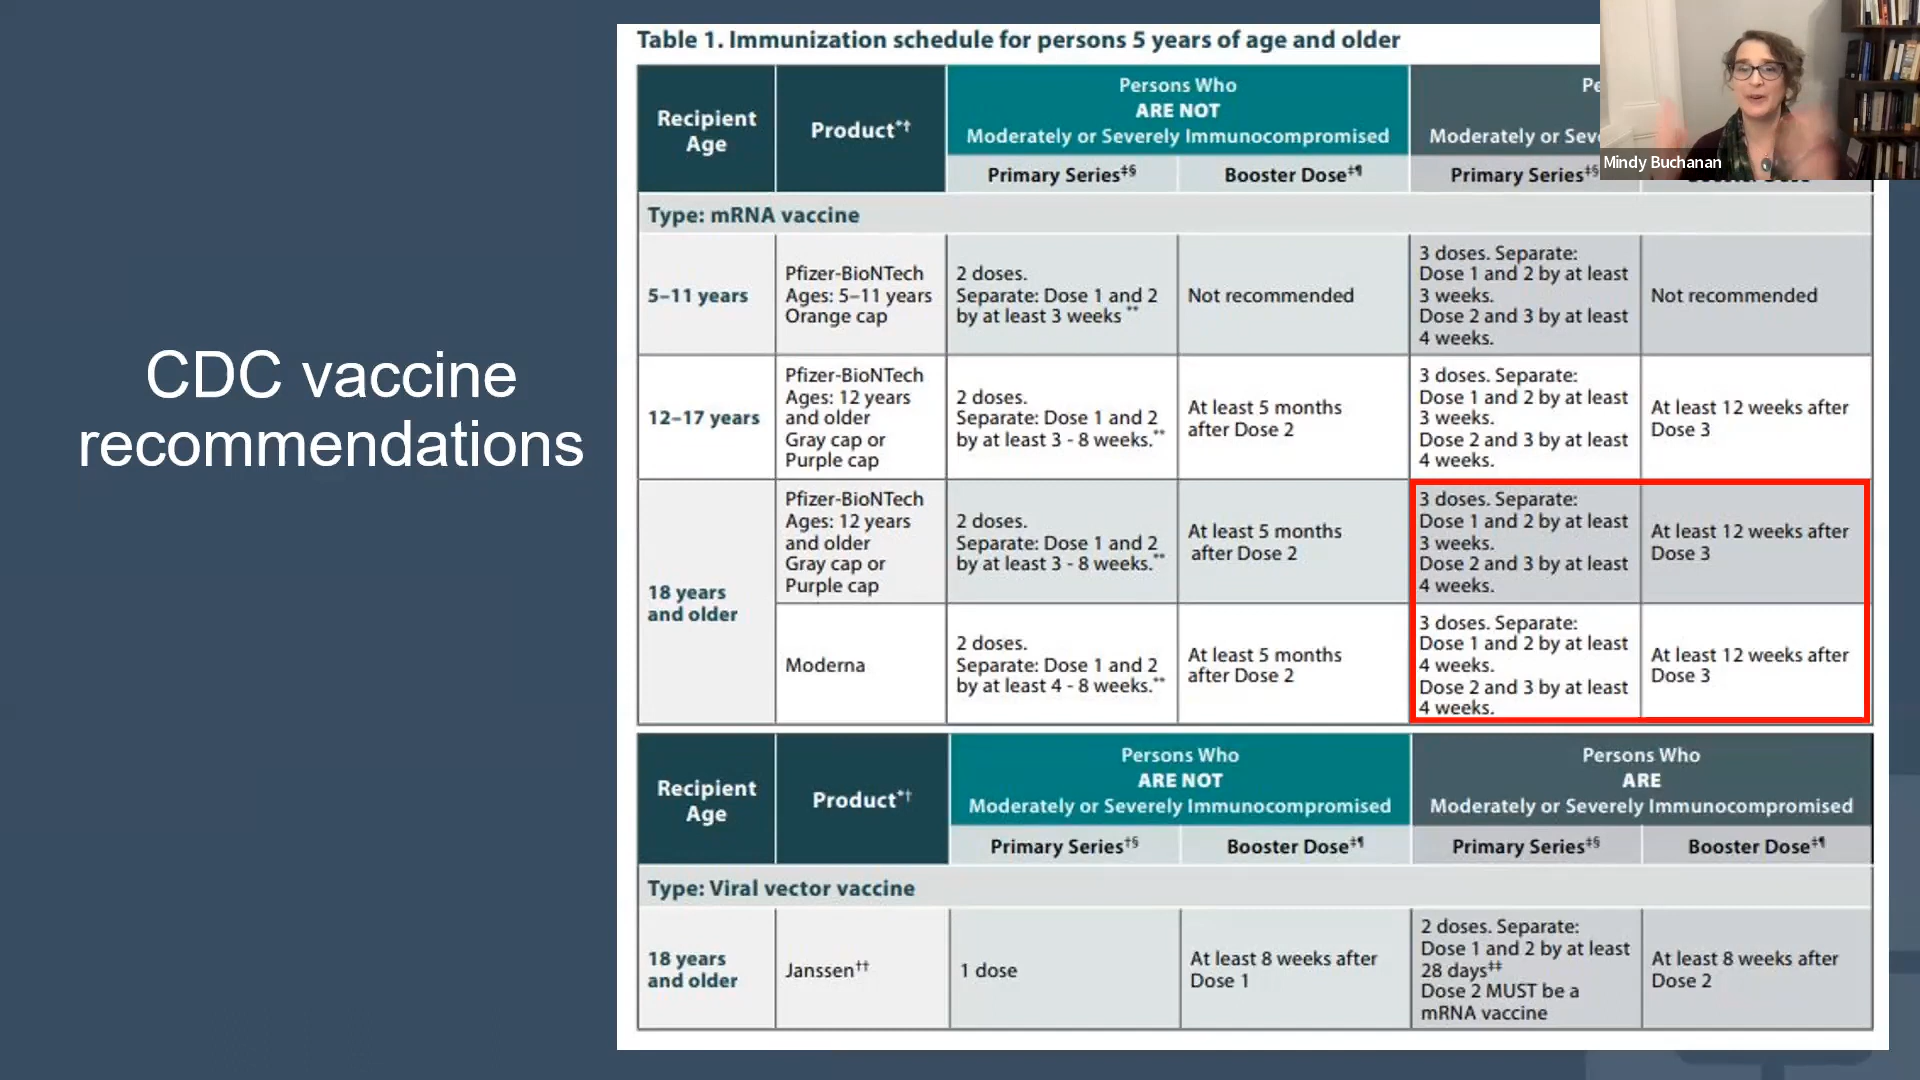 CDC vaccine
recommendations
Table 1. Immunization schedule for persons 5 years of age and older
Recipient
Age
Product*†
Persons Who
ARE NOT
Moderately or Severely Immunocompromised
Primary Series‡§
Booster Dose‡¶
Moderately or
Primary Series‡§
Mindy Buchanan
Type: mRNA vaccine
5–11 years
Pfizer-BioNTech
Ages: 5–11 years
Orange cap
2 doses.
Separate: Dose 1 and 2
by at least 3 weeks **
Not recommended
3 doses. Separate:
Dose 1 and 2 by at least
3 weeks.
Dose 2 and 3 by at least
4 weeks.
Not recommended
12–17 years
Pfizer-BioNTech
Ages: 12 years
and older
Gray cap or
Purple cap
2 doses.
Separate: Dose 1 and 2
by at least 3 - 8 weeks.**
At least 5 months
after Dose 2
3 doses. Separate:
Dose 1 and 2 by at least
3 weeks.
Dose 2 and 3 by at least
4 weeks.
At least 12 weeks after
Dose 3
18 years
and older
Pfizer-BioNTech
Ages: 12 years
and older
Gray cap or
Purple cap
2 doses.
Separate: Dose 1 and 2
by at least 3 - 8 weeks.**
At least 5 months
after Dose 2
3 doses. Separate:
Dose 1 and 2 by at least
3 weeks.
Dose 2 and 3 by at least
4 weeks.
At least 12 weeks after
Dose 3
Moderna
2 doses.
Separate: Dose 1 and 2
by at least 4 - 8 weeks.**
At least 5 months
after Dose 2
3 doses. Separate:
Dose 1 and 2 by at least
4 weeks.
Dose 2 and 3 by at least
4 weeks.
At least 12 weeks after
Dose 3
Recipient
Age
Product*†
Persons Who
ARE NOT
Moderately or Severely Immunocompromised
Primary Series†§
Booster Dose‡¶
Persons Who
ARE
Moderately or Severely Immunocompromised
Primary Series‡§
Booster Dose‡¶
Type: Viral vector vaccine
18 years
and older
Janssen††
1 dose
At least 8 weeks after
Dose 1
2 doses. Separate:
Dose 1 and 2 by at least
28 days‡‡
Dose 2 MUST be a
mRNA vaccine
At least 8 weeks after
Dose 2